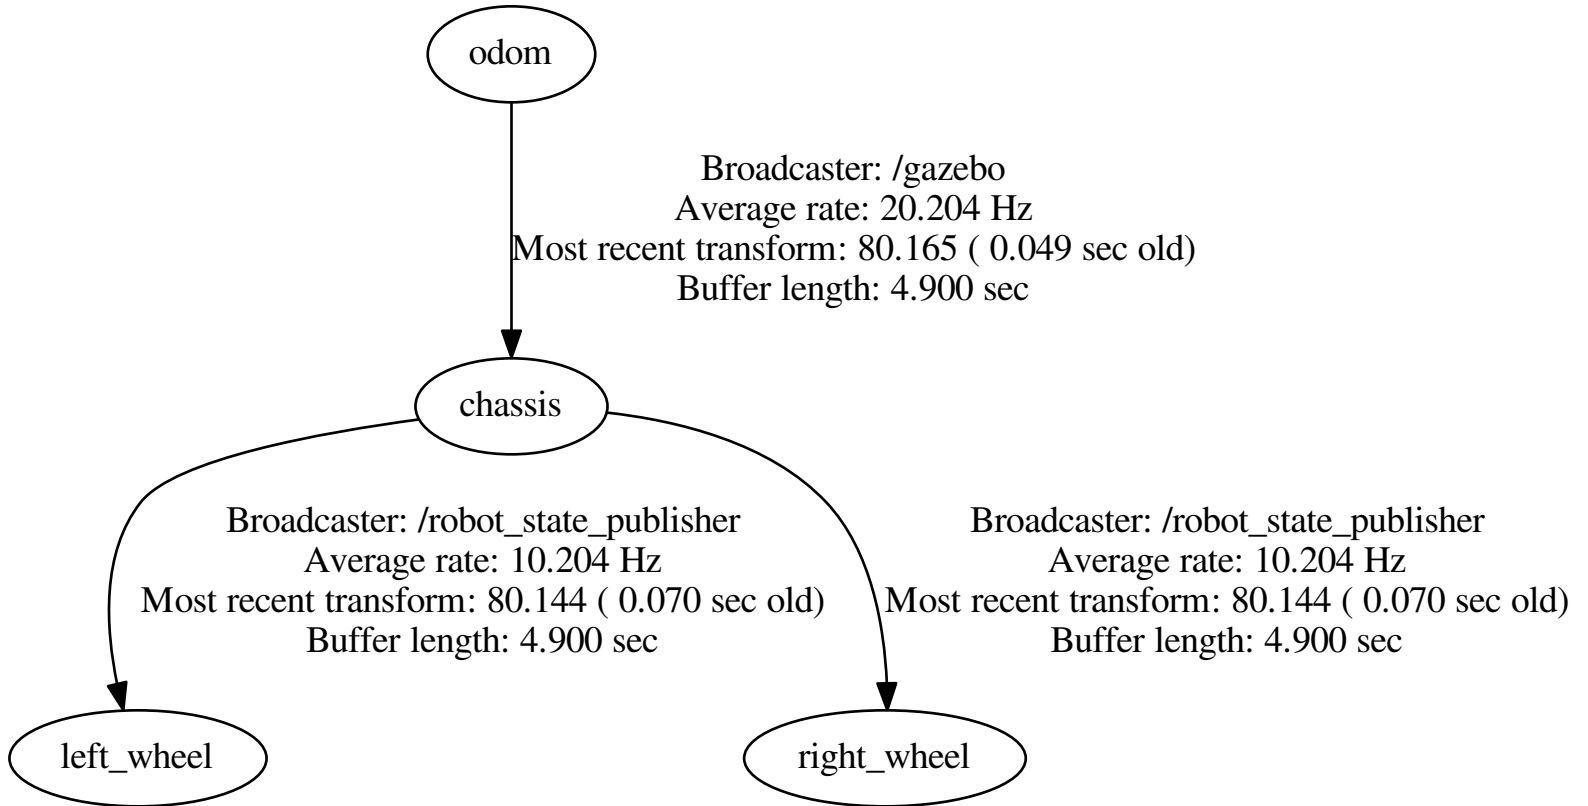 odom
Broadcaster: /gazebo
Average rate: 20.204 Hz
Most recent transform: 80.165 ( 0.049 sec old)
Buffer length: 4.900 sec
chassis
Broadcaster: /robot_state_publisher
Average rate: 10.204 Hz
Most recent transform: 80.144 ( 0.070 sec old)
Buffer length: 4.900 sec
Broadcaster: /robot_state_publisher
Average rate: 10.204 Hz
Most recent transform: 80.144 ( 0.070 sec old)
Buffer length: 4.900 sec
left_wheel
right_wheel